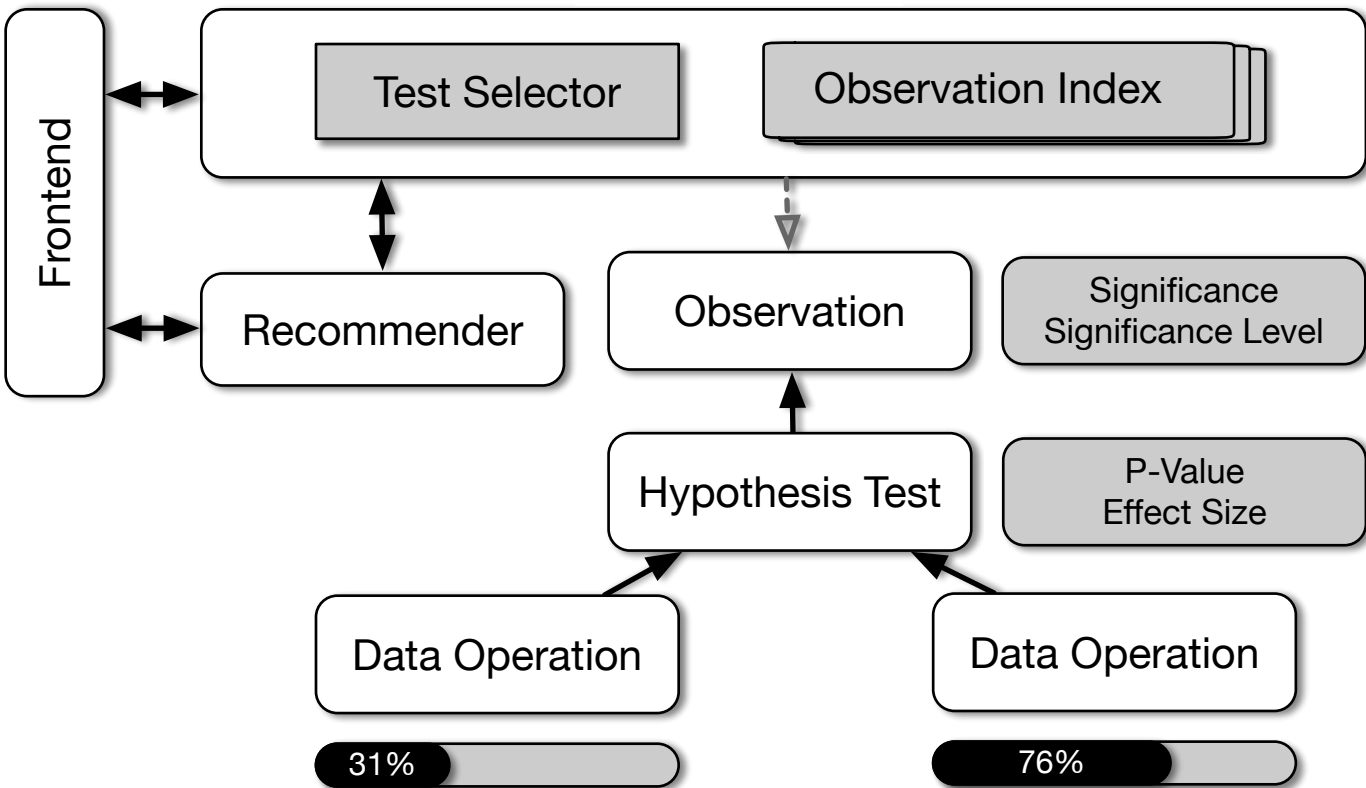 Frontend
Test Selector
Observation Index
Recommender
Observation
Significance
Significance Level
Hypothesis Test
P-Value
Effect Size
Data Operation
Data Operation
31%
76%